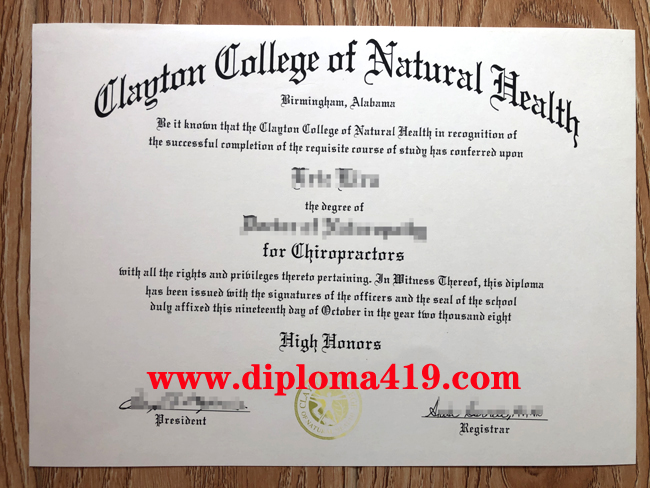 Clayton College of Natural Health
Birmingham, Alabama
Be it known that the Clayton College of Natural Health in recognition of
the successful completion of the requisite course of study has conferred upon
the degree of
for Chiropractors
with all the rights and privileges thereto pertaining. In Witness Thereof, this diploma
has been issued with the signatures of the officers and the seal of the school
duly affixed this nineteenth day of October in the year two thousand eight
High Honors
www.diploma419.com
President
Registrar